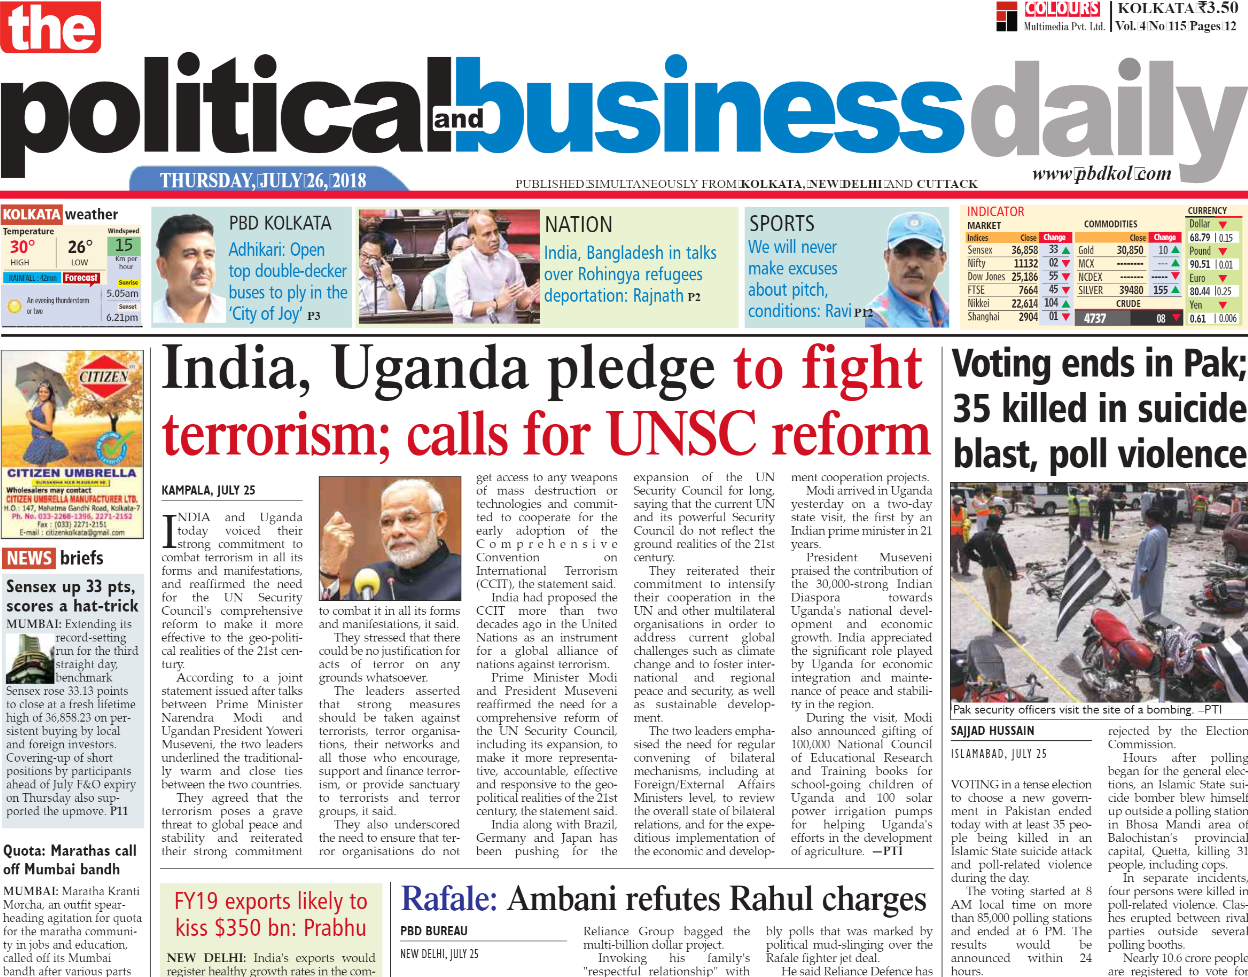 the
COLOURS
Multimedia Pvt. Ltd.
KOLKATA ₹3.50
Vol. 4 No 115 Pages 12
political and business daily
THURSDAY, JULY 26, 2018
PUBLISHED SIMULTANEOUSLY FROM KOLKATA, NEW DELHI AND CUTTACK
www.pbdkol.com
KOLKATA weather
Temperature
30°
HIGH
26°
LOW
Windspeed
15
Km per
hour
RAINFALL : 42mm
Forecast
An evening thunderstorm
or two
Sunrise
5.05am
Sunset
6.21pm
PBD KOLKATA
Adhikari: Open
top double-decker
buses to ply in the
'City of Joy' P3
NATION
India, Bangladesh in talks
over Rohingya refugees
deportation: Rajnath P2
SPORTS
We will never
make excuses
about pitch,
conditions: Ravi P12
INDICATOR
MARKET
Indices Close Change
Sensex 36,858 33
Nifty 11132 02
Dow Jones 25,186 55
FTSE 7664 45
Nikkei 22,614 104
Shanghai 2904 01
COMMODITIES
Close Change
Gold 30,850 10
MCX -------- ---
NCDEX ------- -----
SILVER 39480 155
CRUDE
4737 08
CURRENCY
Dollar
68.79 0.15
Pound
90.51 0.01
Euro
80.44 0.25
Yen
0.61 0.006
CITIZEN
CITIZEN UMBRELLA
Wholesalers may contact
CITIZEN UMBRELLA MANUFACTURER LTD.
H.O.: 147, Mahatma Gandhi Road, Kolkata-7
Ph. No. 033-2268-1396, 2271-2152
Fax : (033) 2271-2151
E-mail : citizenkolkata@gmail.com
NEWS briefs
Sensex up 33 pts,
scores a hat-trick
MUMBAI: Extending its
record-setting
run for the third
straight day,
benchmark
Sensex rose 33.13 points
to close at a fresh lifetime
high of 36,858.23 on per-
sistent buying by local
and foreign investors.
Covering-up of short
positions by participants
ahead of July F&O expiry
on Thursday also sup-
ported the upmove. P11
Quota: Marathas call
off Mumbai bandh
MUMBAI: Maratha Kranti
Morcha, an outfit spear-
heading agitation for quota
for the maratha communi-
ty in jobs and education,
called off its Mumbai
bandh after various parts
India, Uganda pledge to fight
terrorism; calls for UNSC reform
KAMPALA, JULY 25
INDIA and Uganda
today voiced their
strong commitment to
combat terrorism in all its
forms and manifestations,
and reaffirmed the need
for the UN Security
Council's comprehensive
reform to make it more
effective to the geo-politi-
cal realities of the 21st cen-
tury.
According to a joint
statement issued after talks
between Prime Minister
Narendra Modi and
Ugandan President Yoweri
Museveni, the two leaders
underlined the traditional-
ly warm and close ties
between the two countries.
They agreed that the
terrorism poses a grave
threat to global peace and
stability and reiterated
their strong commitment
to combat it in all its forms
and manifestations, it said.
They stressed that there
could be no justification for
acts of terror on any
grounds whatsoever.
The leaders asserted
that strong measures
should be taken against
terrorists, terror organisa-
tions, their networks and
all those who encourage,
support and finance terror-
ism, or provide sanctuary
to terrorists and terror
groups, it said.
They also underscored
the need to ensure that ter-
ror organisations do not
get access to any weapons
of mass destruction or
technologies and commit-
ted to cooperate for the
early adoption of the
Comprehensive
Convention on
International Terrorism
(CCIT), the statement said.
India had proposed the
CCIT more than two
decades ago in the United
Nations as an instrument
for a global alliance of
nations against terrorism.
Prime Minister Modi
and President Museveni
reaffirmed the need for a
comprehensive reform of
the UN Security Council,
including its expansion, to
make it more representa-
tive, accountable, effective
and responsive to the geo-
political realities of the 21st
century, the statement said.
India along with Brazil,
Germany and Japan has
been pushing for the
expansion of the UN
Security Council for long,
saying that the current UN
and its powerful Security
Council do not reflect the
ground realities of the 21st
century.
They reiterated their
commitment to intensify
their cooperation in the
UN and other multilateral
organisations in order to
address current global
challenges such as climate
change and to foster inter-
national and regional
peace and security, as well
as sustainable develop-
ment.
The two leaders empha-
sised the need for regular
convening of bilateral
mechanisms, including at
Foreign/External Affairs
Ministers level, to review
the overall state of bilateral
relations, and for the expe-
ditious implementation of
the economic and develop-
ment cooperation projects.
Modi arrived in Uganda
yesterday on a two-day
state visit, the first by an
Indian prime minister in 21
years.
President Museveni
praised the contribution of
the 30,000-strong Indian
Diaspora towards
Uganda's national devel-
opment and economic
growth. India appreciated
the significant role played
by Uganda for economic
integration and mainte-
nance of peace and stabili-
ty in the region.
During the visit, Modi
also announced gifting of
100,000 National Council
of Educational Research
and Training books for
school-going children of
Uganda and 100 solar
power irrigation pumps
for helping Uganda's
efforts in the development
of agriculture. —PTI
FY19 exports likely to
kiss $350 bn: Prabhu
NEW DELHI: India's exports would
register healthy growth rates in the com-
Rafale: Ambani refutes Rahul charges
PBD BUREAU
NEW DELHI, JULY 25
Reliance Group bagged the
multi-billion dollar project.
Invoking his family's
"respectful relationship" with
bly polls that was marked by
political mud-slinging over the
Rafale fighter jet deal.
He said Reliance Defence has
Voting ends in Pak;
35 killed in suicide
blast, poll violence
Pak security officers visit the site of a bombing. –PTI
SAJJAD HUSSAIN
ISLAMABAD, JULY 25
VOTING in a tense election
to choose a new govern-
ment in Pakistan ended
today with at least 35 peo-
ple being killed in an
Islamic State suicide attack
and poll-related violence
during the day.
The voting started at 8
AM local time on more
than 85,000 polling stations
and ended at 6 PM. The
results would be
announced within 24
hours.
rejected by the Election
Commission.
Hours after polling
began for the general elec-
tions, an Islamic State sui-
cide bomber blew himself
up outside a polling station
in Bhosa Mandi area of
Balochistan's provincial
capital, Quetta, killing 31
people, including cops.
In separate incidents,
four persons were killed in
poll-related violence. Clas-
hes erupted between rival
parties outside several
polling booths.
Nearly 10.6 crore people
are registered to vote for